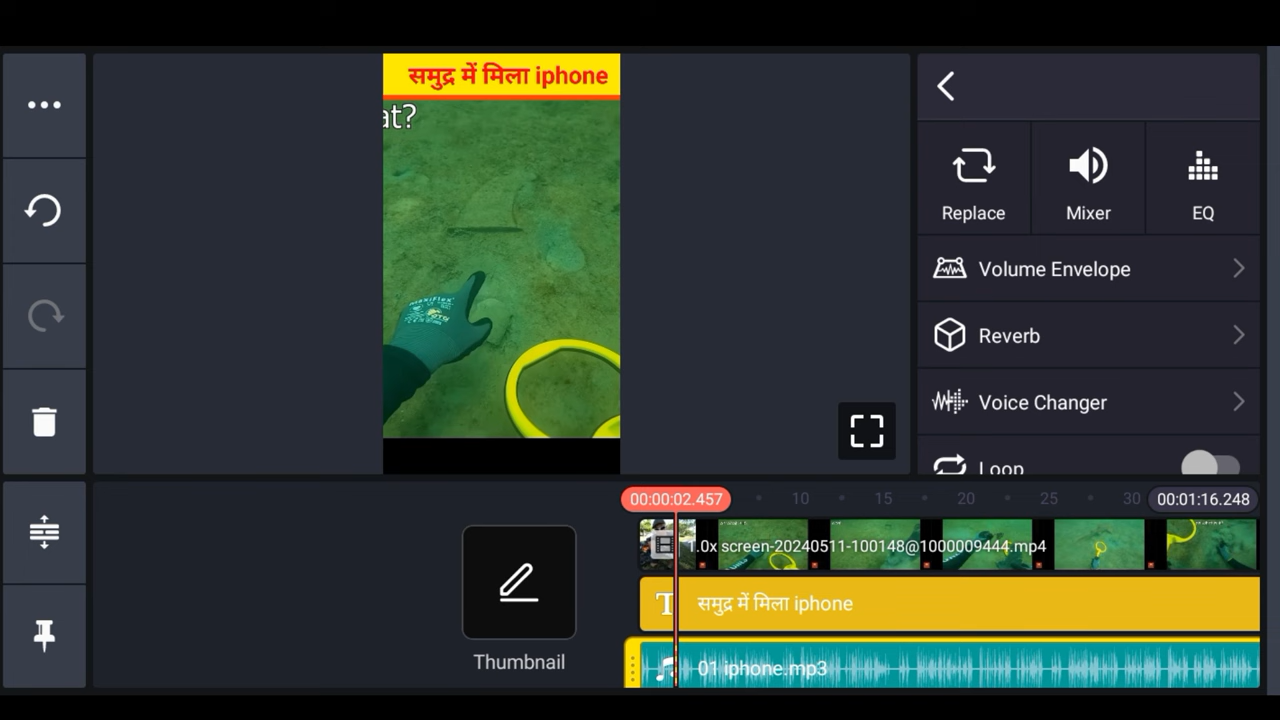 समुद्र में मिला iphone
at?
MaxiFlex
Replace
Mixer
EQ
Volume Envelope
Reverb
Voice Changer
Loop
00:00:02.457
10
15
20
25
30
00:01:16.248
1.0x screen-20240511-100148@1000009444.mp4
T समुद्र में मिला iphone
01 iphone.mp3
Thumbnail